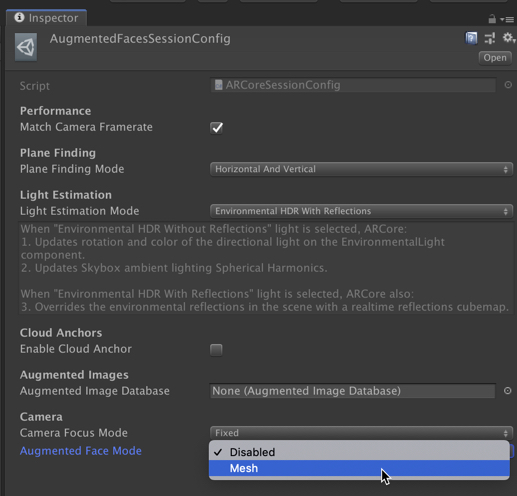 Inspector
AugmentedFacesSessionConfig
Open
Script ARCoreSessionConfig
Performance
Match Camera Framerate
Plane Finding
Plane Finding Mode Horizontal And Vertical
Light Estimation
Light Estimation Mode Environmental HDR With Reflections
When "Environmental HDR Without Reflections" light is selected, ARCore:
1. Updates rotation and color of the directional light on the EnvironmentalLight
component.
2. Updates Skybox ambient lighting Spherical Harmonics.
When "Environmental HDR With Reflections" light is selected, ARCore also:
3. Overrides the environmental reflections in the scene with a realtime reflections cubemap.
Cloud Anchors
Enable Cloud Anchor
Augmented Images
Augmented Image Database None (Augmented Image Database)
Camera
Camera Focus Mode Fixed
Augmented Face Mode Disabled
Mesh